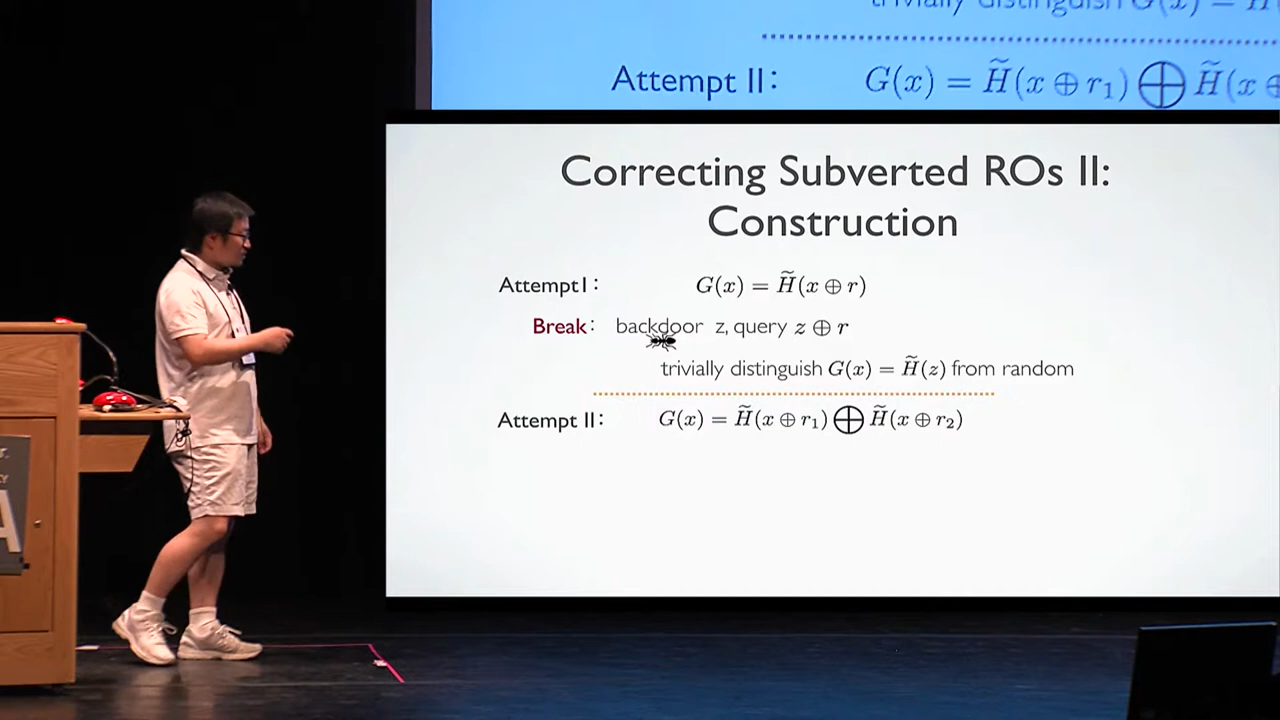 Attempt II: G(x) = H̃(x ⊕ r₁) ⊕ H̃(x ⊕
Correcting Subverted ROs II:
Construction
Attempt I: G(x) = H̃(x ⊕ r)
Break: backdoor z, query z ⊕ r
trivially distinguish G(x) = H̃(z) from random
Attempt II: G(x) = H̃(x ⊕ r₁) ⊕ H̃(x ⊕ r₂)